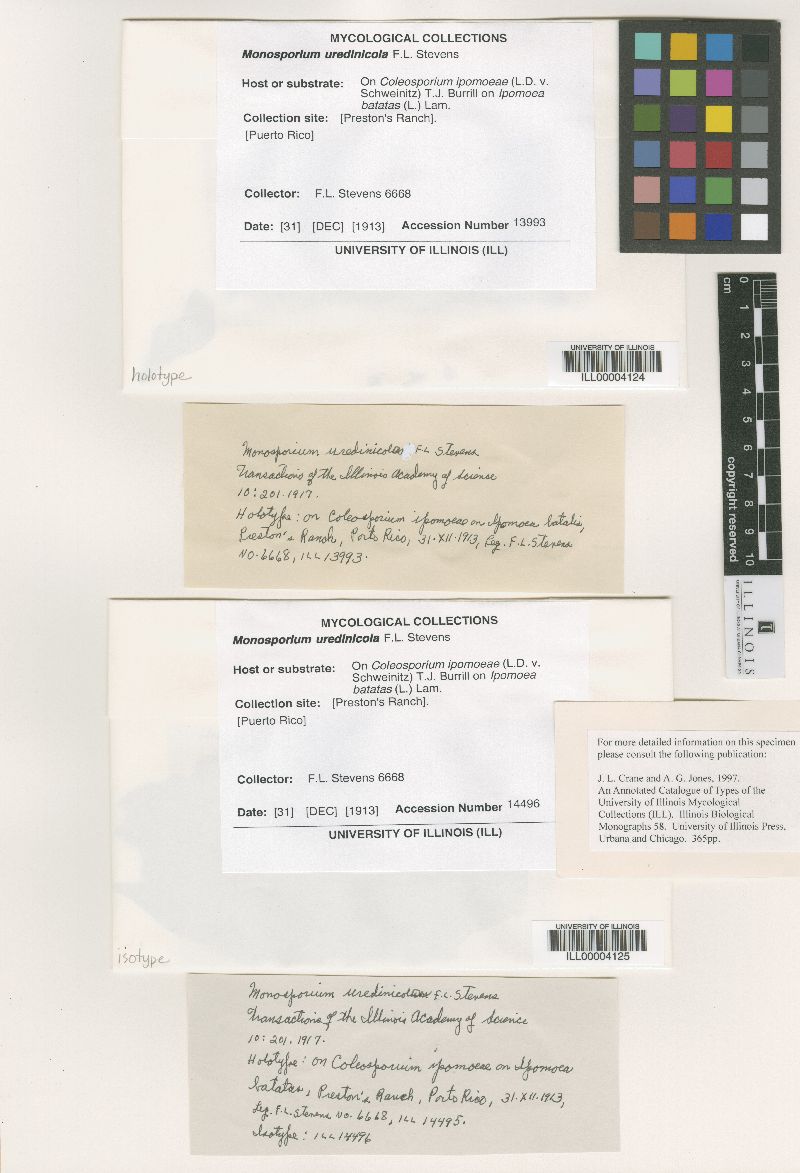 MYCOLOGICAL COLLECTIONS
Monosporium uredinicola F.L. Stevens
Host or substrate: On Coleosporium ipomoeae (L.D. v.
Schweinitz) T.J. Burrill on Ipomoea
batatas (L.) Lam.
Collection site: [Preston's Ranch].
[Puerto Rico]
Collector: F.L. Stevens 6668
Date: [31] [DEC] [1913] Accession Number 13993
UNIVERSITY OF ILLINOIS (ILL)
UNIVERSITY OF ILLINOIS
ILL00004124
holotype
cm
0
1
2
3
4
5
6
7
8
9
10
copyright reserved
ILLINOIS
Monosporium uredinicola F.L Stevens
Transactions of the Illinois Academy of Science
10:201.1917.
Holotype: on Coleosporium ipomoeae on Ipomoea batatis,
Preston's Ranch, Porto Rico, 31.XII.1913, Leg. F.L.Stevens
No.6668, ILL 13993.
MYCOLOGICAL COLLECTIONS
Monosporium uredinicola F.L. Stevens
Host or substrate: On Coleosporium ipomoeae (L.D. v.
Schweinitz) T.J. Burrill on Ipomoea
batatas (L.) Lam.
Collection site: [Preston's Ranch].
[Puerto Rico]
Collector: F.L. Stevens 6668
Date: [31] [DEC] [1913] Accession Number 14496
UNIVERSITY OF ILLINOIS (ILL)
For more detailed information on this specimen
please consult the following publication:
J. L. Crane and A. G. Jones, 1997.
An Annotated Catalogue of Types of the
University of Illinois Mycological
Collections (ILL). Illinois Biological
Monographs 58. University of Illinois Press,
Urbana and Chicago. 365pp.
UNIVERSITY OF ILLINOIS
ILL00004125
isotype
Monosporium F.L. Stevens
Transactions of the Illinois Academy of Science
10:201.1917.
Holotype: on Coleosporium ipomoeae on Ipomoea
batatas, Preston's Ranch, Porto Rico, 31.XII.1913,
Leg. F.L. Stevens No.6668, ILL 14495.
Isotype: ILL 14496